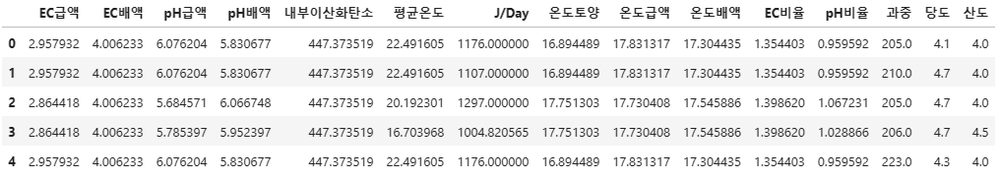 EC급액 EC배액 pH급액 pH배액 내부이산화탄소 평균온도 J/Day 온도토양 온도급액 온도배액 EC비율 pH비율 과중 당도 산도
0 2.957932 4.006233 6.076204 5.830677 447.373519 22.491605 1176.000000 16.894489 17.831317 17.304435 1.354403 0.959592 205.0 4.1 4.0
1 2.957932 4.006233 6.076204 5.830677 447.373519 22.491605 1107.000000 16.894489 17.831317 17.304435 1.354403 0.959592 210.0 4.7 4.0
2 2.864418 4.006233 5.684571 6.066748 447.373519 20.192301 1297.000000 17.751303 17.730408 17.545886 1.398620 1.067231 205.0 4.7 4.0
3 2.864418 4.006233 5.785397 5.952397 447.373519 16.703968 1004.820565 17.751303 17.730408 17.545886 1.398620 1.028866 206.0 4.7 4.5
4 2.957932 4.006233 6.076204 5.830677 447.373519 22.491605 1176.000000 16.894489 17.831317 17.304435 1.354403 0.959592 223.0 4.3 4.0